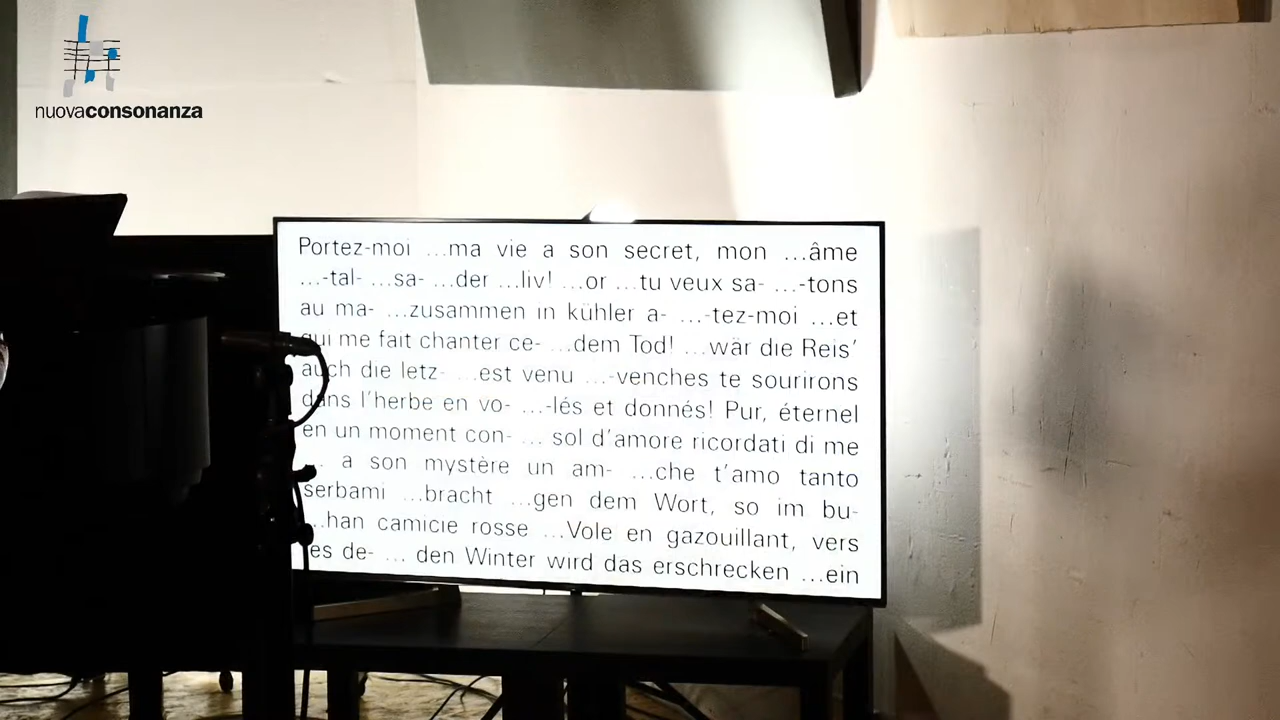 nuovaconsonanza
Portez-moi ...ma vie a son secret, mon ...âme
...-tal- ...sa- ...der ...liv! ...or ...tu veux sa- ...-tons
au ma- ...zusammen in kühler a- ...-tez-moi ...et
qui me fait chanter ce- ...dem Tod! ...wär die Reis'
auch die letz- ...est venu ...-venches te sourirons
dans l'herbe en vo- ...-lés et donnés! Pur, éternel
en un moment con- ... sol d'amore ricordati di me
... a son mystère un am- ...che t'amo tanto
serbami ...bracht ...gen dem Wort, so im bu-
...han camicie rosse ...Vole en gazouillant, vers
es de- ... den Winter wird das erschrecken ...ein